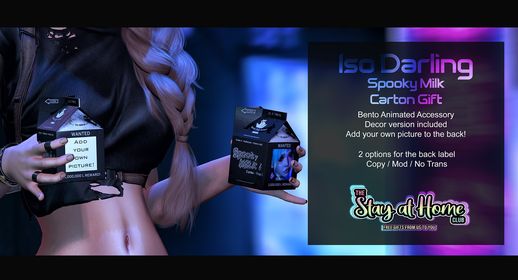 Iso Darling
Spooky Milk
Carton Gift
Bento Animated Accessory
Decor version included
Add your own picture to the back!
2 options for the back label
Copy / Mod / No Trans
THE
Stay at Home
CLUB
FREE GIFTS FROM US TO YOU
WANTED
ADD
YOUR
OWN
PICTURE!
1,000,000 L REWARD!
Spooky
MILK!
WANTED